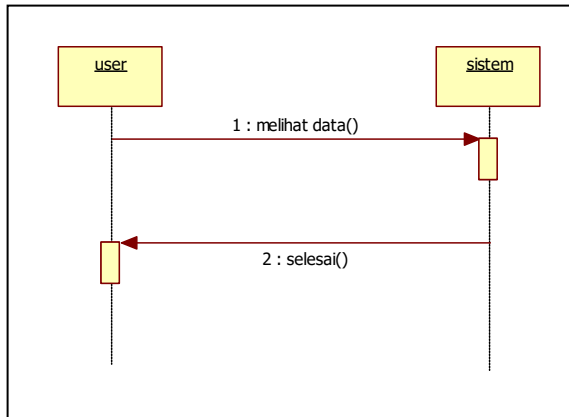 user
sistem
1 : melihat data()
2 : selesai()